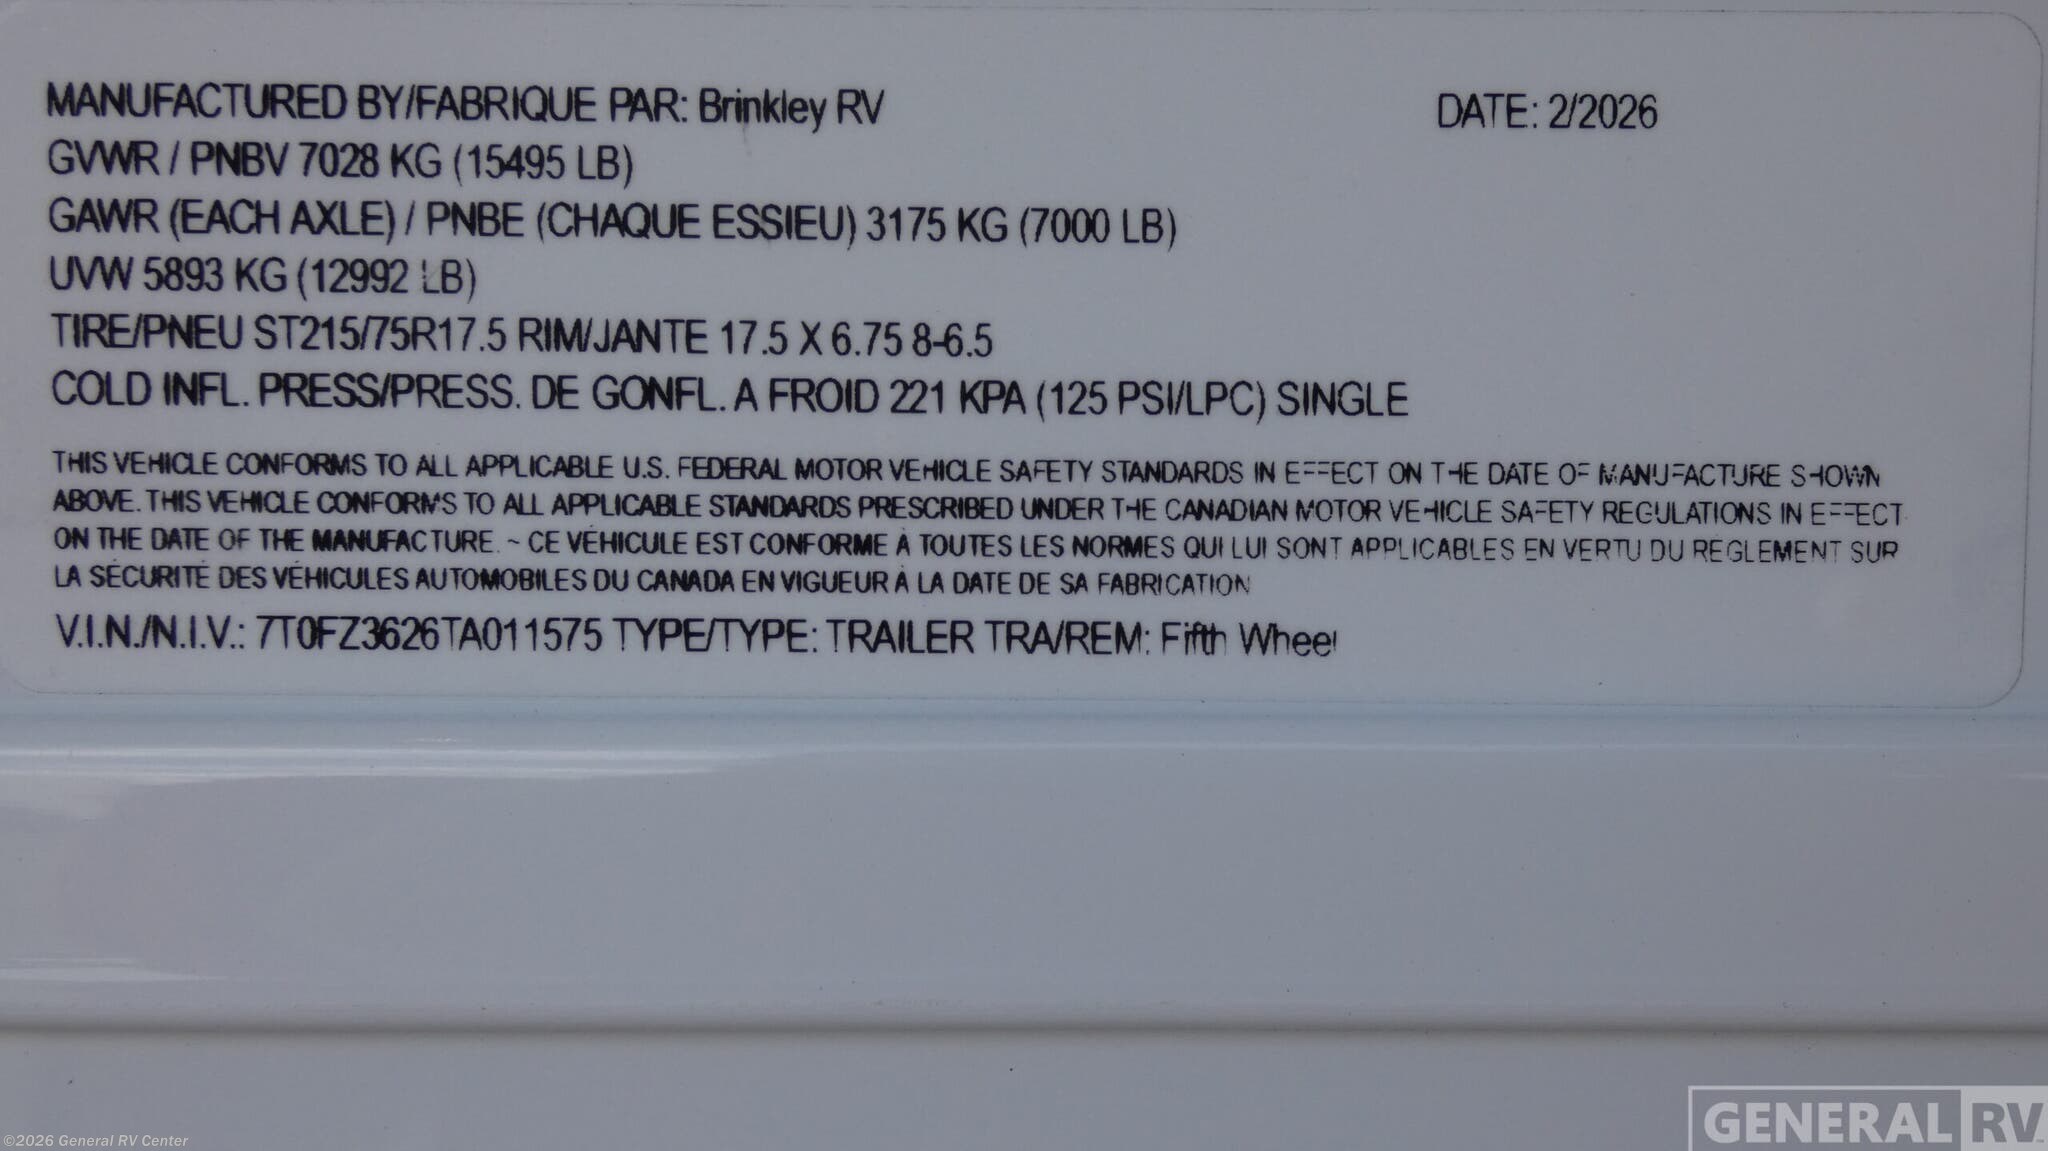 MANUFACTURED BY/FABRIQUE PAR: Brinkley RV DATE: 2/2026
GVWR / PNBV 7028 KG (15495 LB)
GAWR (EACH AXLE) / PNBE (CHAQUE ESSIEU) 3175 KG (7000 LB)
UVW 5893 KG (12992 LB)
TIRE/PNEU ST215/75R17.5 RIM/JANTE 17.5 X 6.75 8-6.5
COLD INFL. PRESS/PRESS. DE GONFL. A FROID 221 KPA (125 PSI/LPC) SINGLE
THIS VEHICLE CONFORMS TO ALL APPLICABLE U.S. FEDERAL MOTOR VEHICLE SAFETY STANDARDS IN EFFECT ON THE DATE OF MANUFACTURE SHOWN
ABOVE. THIS VEHICLE CONFORMS TO ALL APPLICABLE STANDARDS PRESCRIBED UNDER THE CANADIAN MOTOR VEHICLE SAFETY REGULATIONS IN EFFECT
ON THE DATE OF THE MANUFACTURE. ~ CE VÉHICULE EST CONFORME À TOUTES LES NORMES QUI LUI SONT APPLICABLES EN VERTU DU RÉGLEMENT SUR
LA SÉCURITÉ DES VÉHICULES AUTOMOBILES DU CANADA EN VIGUEUR À LA DATE DE SA FABRICATION
V.I.N./N.I.V.: 7T0FZ3626TA011575 TYPE/TYPE: TRAILER TRA/REM: Fifth Wheel
©2026 General RV Center
GENERAL RV